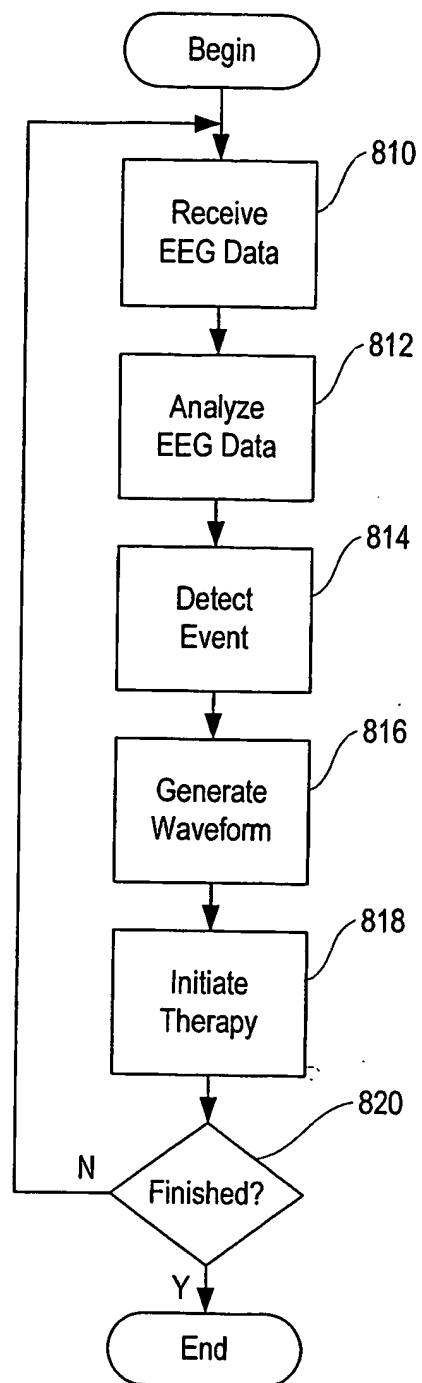 Begin
810
Receive
EEG Data
812
Analyze
EEG Data
814
Detect
Event
816
Generate
Waveform
818
Initiate
Therapy
820
Finished?
N
Y
End